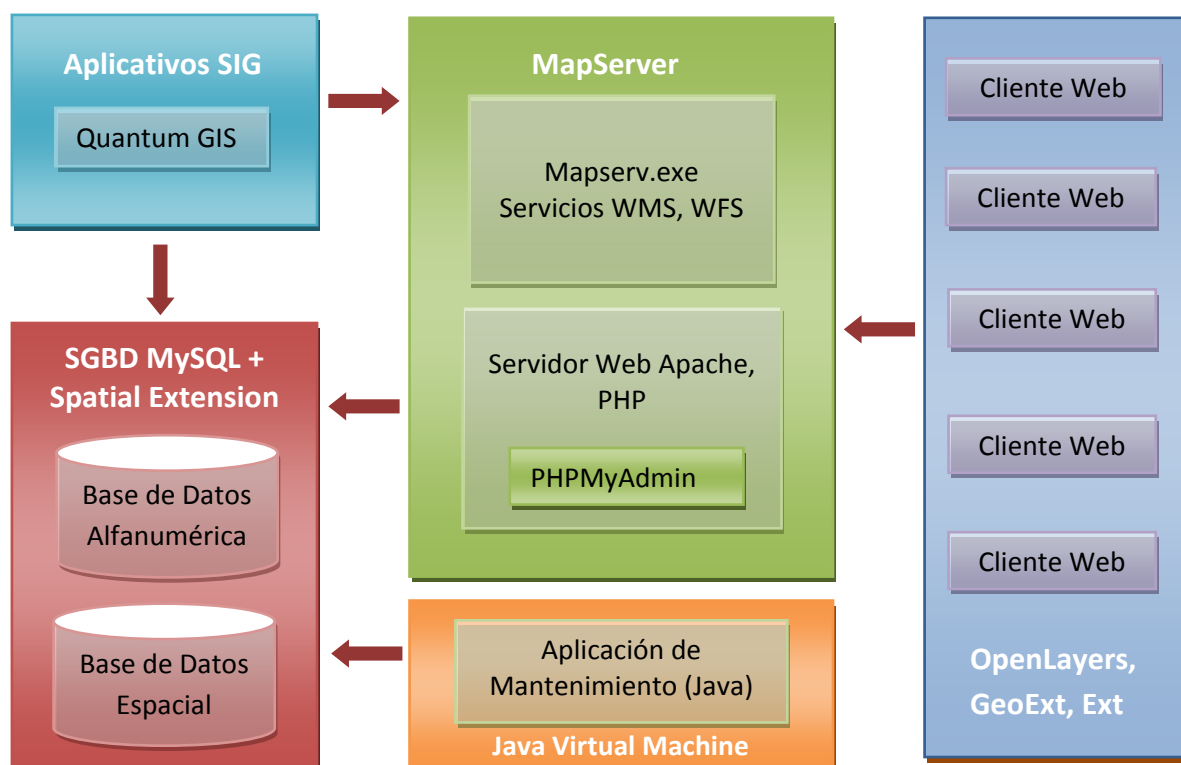 Aplicativos SIG
Quantum GIS
SGBD MySQL +
Spatial Extension
Base de Datos
Alfanumérica
Base de Datos
Espacial
MapServer
Mapserv.exe
Servicios WMS, WFS
Servidor Web Apache,
PHP
PHPMyAdmin
Aplicación de
Mantenimiento (Java)
Java Virtual Machine
Cliente Web
Cliente Web
Cliente Web
Cliente Web
Cliente Web
OpenLayers,
GeoExt, Ext